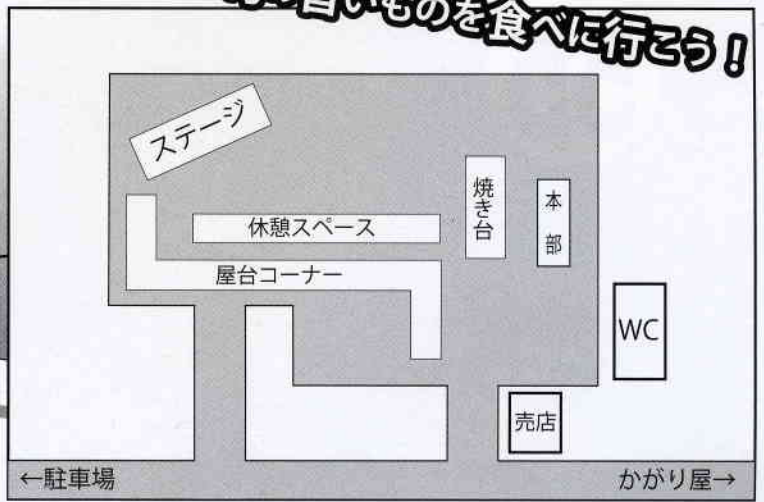 旨いものを食べに行こう!
ステージ
焼き台
本部
休憩スペース
屋台コーナー
WC
売店
←駐車場
かがり屋→